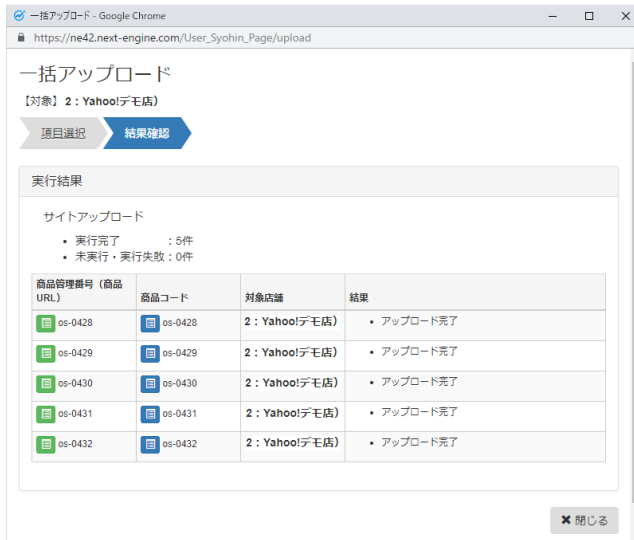 一括アップロード - Google Chrome
https://ne42.next-engine.com/User_Syohin_Page/upload
一括アップロード
【対象】2:Yahoo!デモ店)
項目選択 結果確認
実行結果
サイトアップロード
• 実行完了 :5件
• 未実行・実行失敗:0件
商品管理番号(商品URL) 商品コード 対象店舗 結果
os-0428 os-0428 2:Yahoo!デモ店) • アップロード完了
os-0429 os-0429 2:Yahoo!デモ店) • アップロード完了
os-0430 os-0430 2:Yahoo!デモ店) • アップロード完了
os-0431 os-0431 2:Yahoo!デモ店) • アップロード完了
os-0432 os-0432 2:Yahoo!デモ店) • アップロード完了
✖ 閉じる